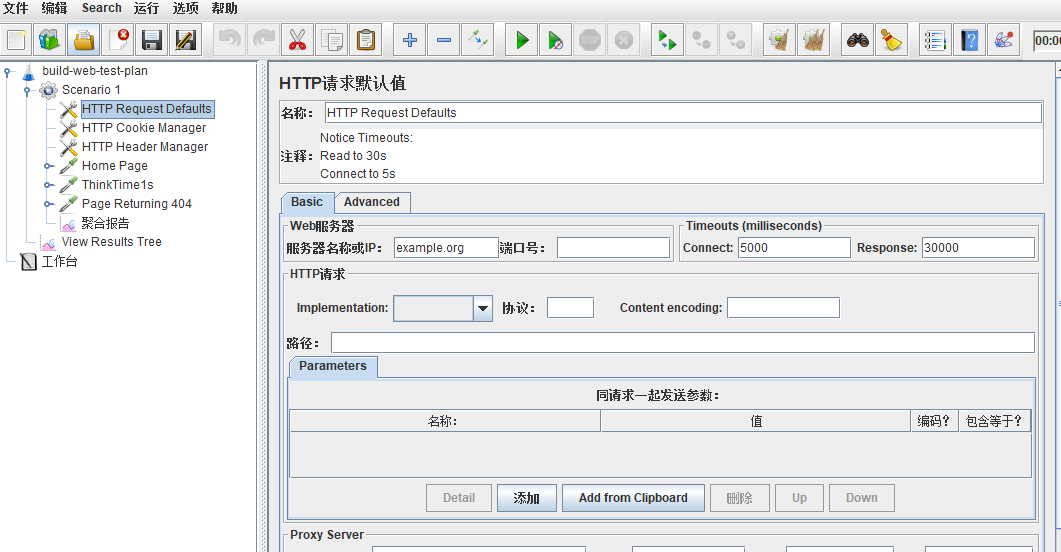 文件 编辑 Search 运行 选项 帮助
STOP
00:00
build-web-test-plan
Scenario 1
HTTP Request Defaults
HTTP Cookie Manager
HTTP Header Manager
Home Page
ThinkTime1s
Page Returning 404
聚合报告
View Results Tree
工作台
HTTP请求默认值
名称： HTTP Request Defaults
注释： Notice Timeouts:
Read to 30s
Connect to 5s
Basic Advanced
Web服务器
服务器名称或IP： example.org 端口号：
Timeouts (milliseconds)
Connect: 5000 Response: 30000
HTTP请求
Implementation: 协议： Content encoding:
路径：
Parameters
同请求一起发送参数：
名称： 值 编码？ 包含等于？
Detail 添加 Add from Clipboard 删除 Up Down
Proxy Server